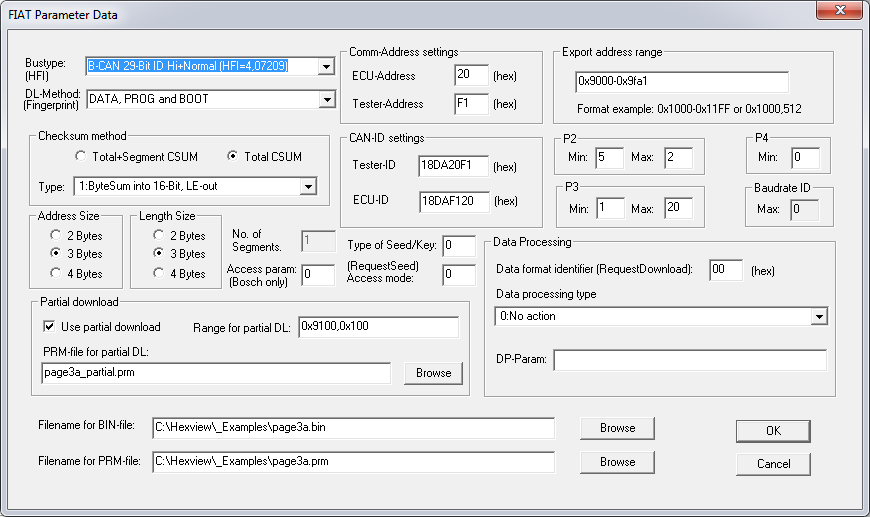 FIAT Parameter Data
Bustype:
(HFI)
B-CAN 29-Bit ID Hi+Normal (HFI=4,07209)
DL-Method:
(Fingerprint)
DATA, PROG and BOOT
Comm-Address settings
ECU-Address 20 (hex)
Tester-Address F1 (hex)
Export address range
0x9000-0x9fa1
Format example: 0x1000-0x11FF or 0x1000,512
Checksum method
Total+Segment CSUM Total CSUM
Type: 1:ByteSum into 16-Bit, LE-out
CAN-ID settings
Tester-ID 18DA20F1 (hex)
ECU-ID 18DAF120 (hex)
P2
Min: 5 Max: 2
P4
Min: 0
P3
Min: 1 Max: 20
Baudrate ID
Max: 0
Address Size
2 Bytes
3 Bytes
4 Bytes
Length Size
2 Bytes
3 Bytes
4 Bytes
No. of
Segments. 1
Access param:
(Bosch only) 0
Type of Seed/Key: 0
(RequestSeed)
Access mode: 0
Data Processing
Data format identifier (RequestDownload): 00 (hex)
Data processing type
0:No action
DP-Param:
Partial download
Use partial download Range for partial DL: 0x9100,0x100
PRM-file for partial DL:
page3a_partial.prm Browse
Filename for BIN-file: C:\Hexview\_Examples\page3a.bin Browse OK
Filename for PRM-file: C:\Hexview\_Examples\page3a.prm Browse Cancel